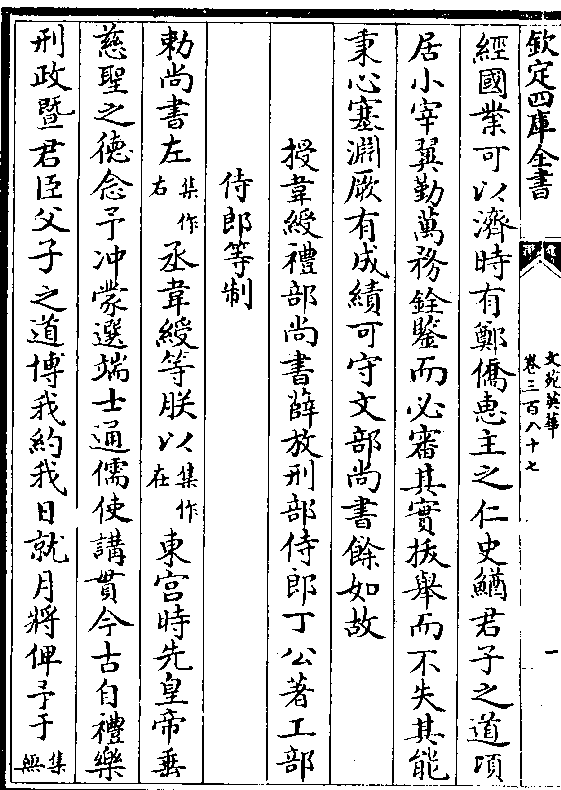 欽定四庫全書
文苑英華
卷三百八十七
一
經國業可以濟時有鄭僑惠主之仁史鰌君子之道頃
居小宰異勤萬務銓鑒而必審其實拔舉而不失其能
秉心塞淵厥有成績可守文部尚書餘如故
授韋綬禮部尚書薛放刑部侍郎丁公著工部
侍郎等制
勅尚書左集作右丞韋綬等朕以集作在東宮時先皇帝垂
慈聖之德念予冲蒙選端士通儒使講貫今古自禮樂
刑政暨君臣父子之道博我約我日就月將俾予于集無